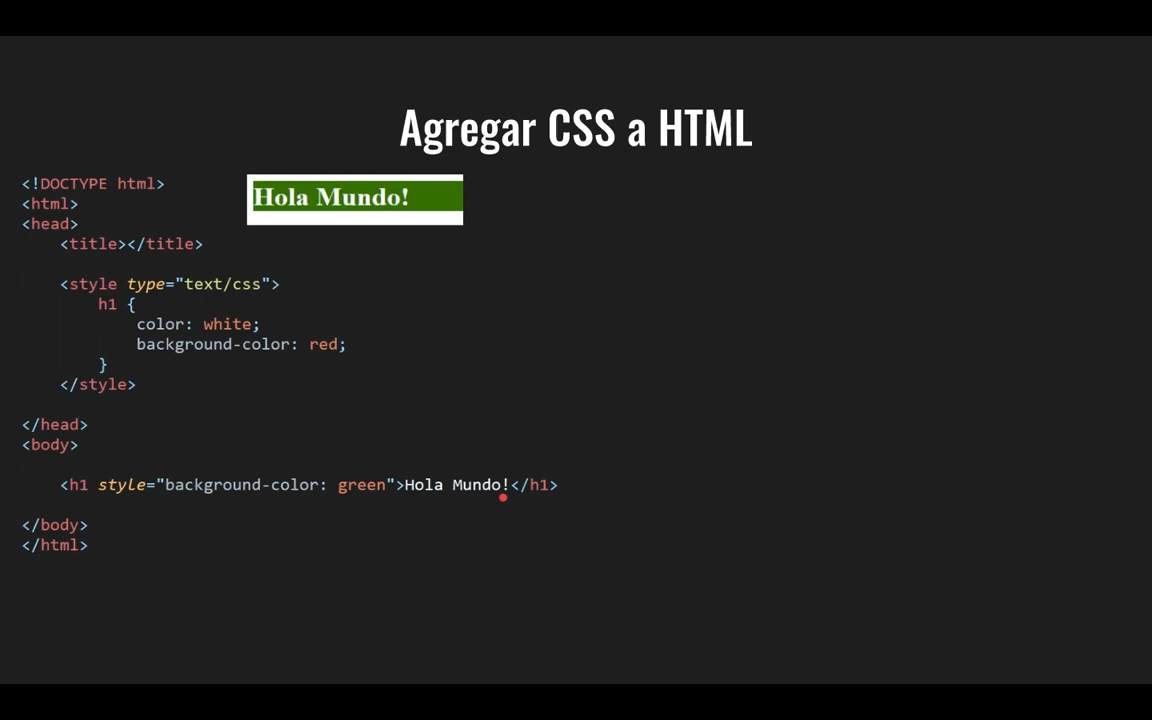 Agregar CSS a HTML
<!DOCTYPE html>
<html>
<head>
    <title></title>
    <style type="text/css">
        h1 {
            color: white;
            background-color: red;
        }
    </style>
</head>
<body>
    <h1 style="background-color: green">Hola Mundo!</h1>
</body>
</html>
Hola Mundo!